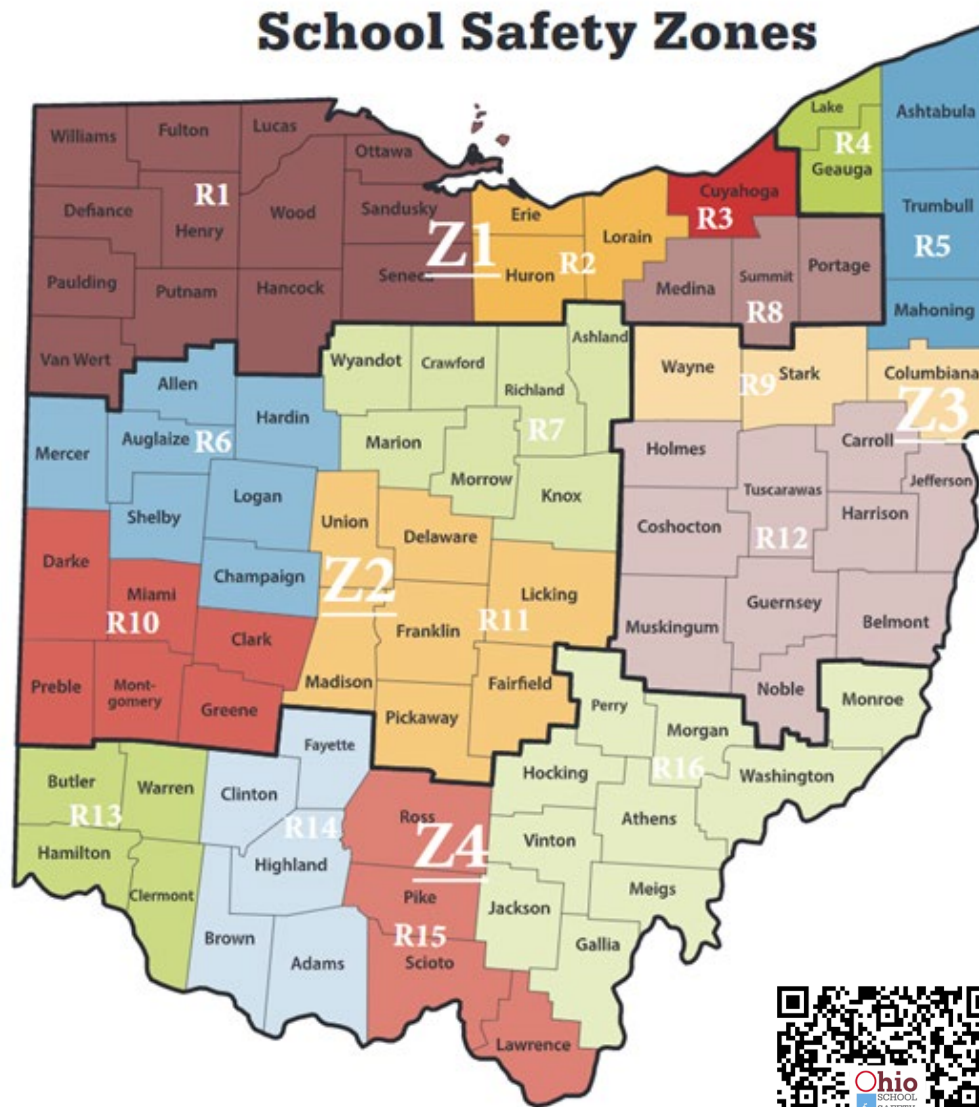 School Safety Zones
Williams
Fulton
Lucas
Ottawa
Lake
Ashtabula
R4
Geauga
Defiance
R1
Henry
Wood
Sandusky
Erie
Lorain
Cuyahoga
R3
Trumbull
R5
Z1
Paulding
Putnam
Hancock
Seneca
Huron
R2
Medina
Summit
R8
Portage
Mahoning
Van Wert
Allen
Hardin
Wyandot
Crawford
Richland
Ashland
Wayne
R9
Stark
Columbiana
Z3
Mercer
Auglaize
R6
Marion
R7
Morrow
Knox
Holmes
Carroll
Jefferson
Shelby
Logan
Union
Delaware
Coshocton
Tuscarawas
R12
Harrison
Darke
Miami
R10
Champaign
Z2
Licking
R11
Franklin
Clark
Muskingum
Guernsey
Belmont
Preble
Mont-
gomery
Greene
Madison
Pickaway
Fairfield
Noble
Monroe
Perry
Morgan
R16
Washington
Butler
R13
Warren
Clinton
Fayette
R14
Ross
Hocking
Athens
Z4
Vinton
Hamilton
Highland
Clermont
Pike
Jackson
Meigs
Brown
Adams
R15
Scioto
Gallia
Lawrence
Ohio
SCHOOL
SAFETY